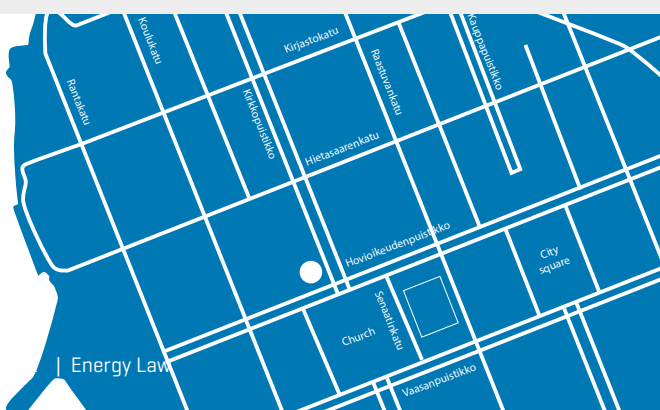 Koulukatu
Kirjastokatu
Kauppapuistikko
Raastuvankatu
Rantakatu
Kirkkopuistikko
Hietasaarenkatu
Hovioikeudenpuistikko
City
square
Senaatinkatu
Church
| Energy Law
Vaasanpuistikko